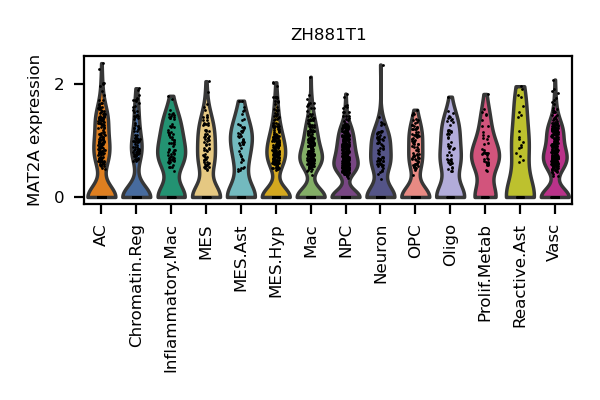 ZH881T1
MAT2A expression
2
0
AC
Chromatin.Reg
Inflammatory.Mac
MES
MES.Ast
MES.Hyp
Mac
NPC
Neuron
OPC
Oligo
Prolif.Metab
Reactive.Ast
Vasc